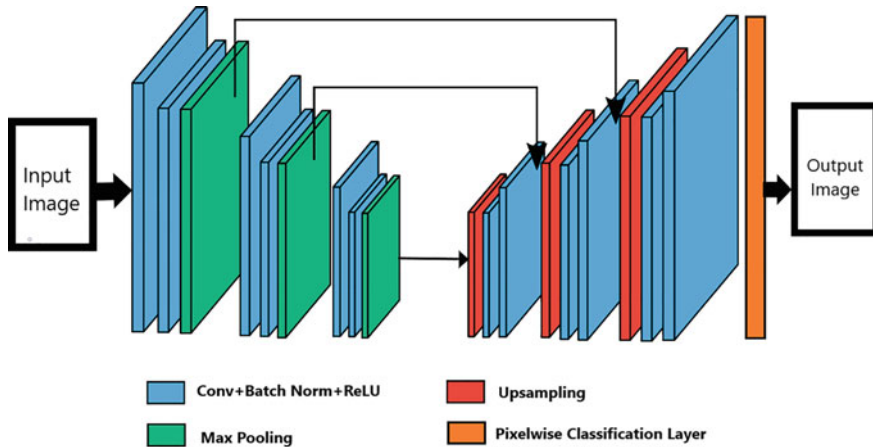 Input
Image
Output
Image
Conv+Batch Norm+ReLU
Upsampling
Max Pooling
Pixelwise Classification Layer